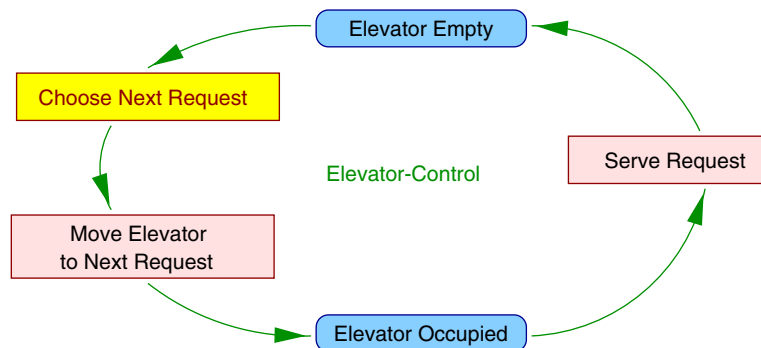 Elevator Empty
Choose Next Request
Elevator-Control
Serve Request
Move Elevator
to Next Request
Elevator Occupied